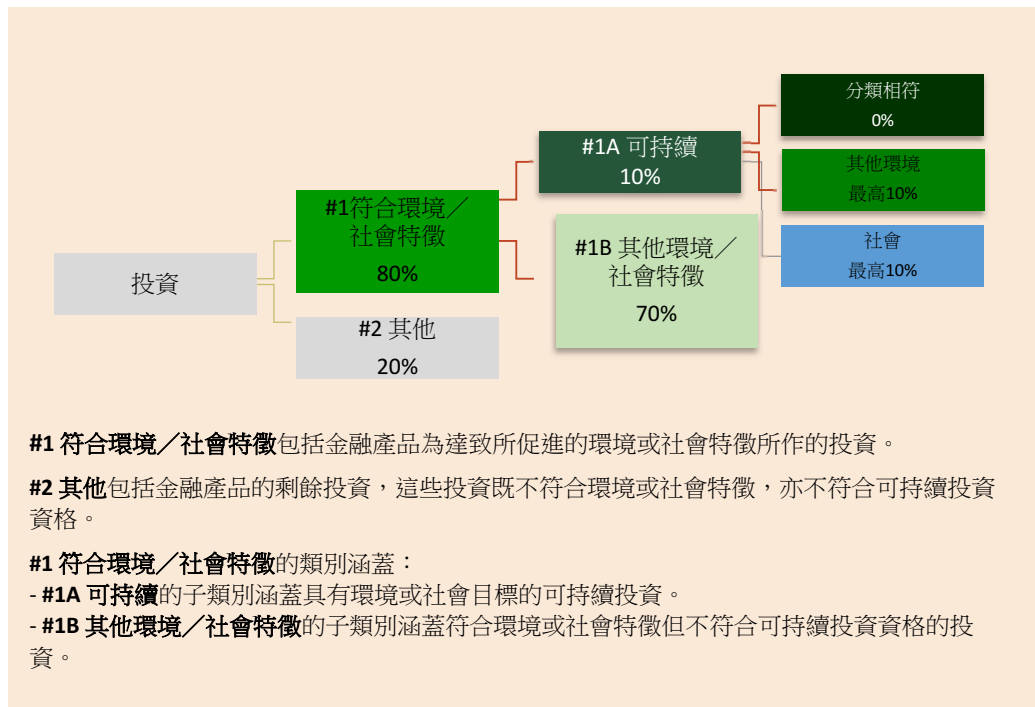 投資
#1符合環境／
社會特徵
80%
#2 其他
20%
#1A 可持續
10%
#1B 其他環境／
社會特徵
70%
分類相符
0%
其他環境
最高10%
社會
最高10%
#1 符合環境／社會特徵包括金融產品為達致所促進的環境或社會特徵所作的投資。
#2 其他包括金融產品的剩餘投資，這些投資既不符合環境或社會特徵，亦不符合可持續投資
資格。
#1 符合環境／社會特徵的類別涵蓋：
- #1A 可持續的子類別涵蓋具有環境或社會目標的可持續投資。
- #1B 其他環境／社會特徵的子類別涵蓋符合環境或社會特徵但不符合可持續投資資格的投
資。